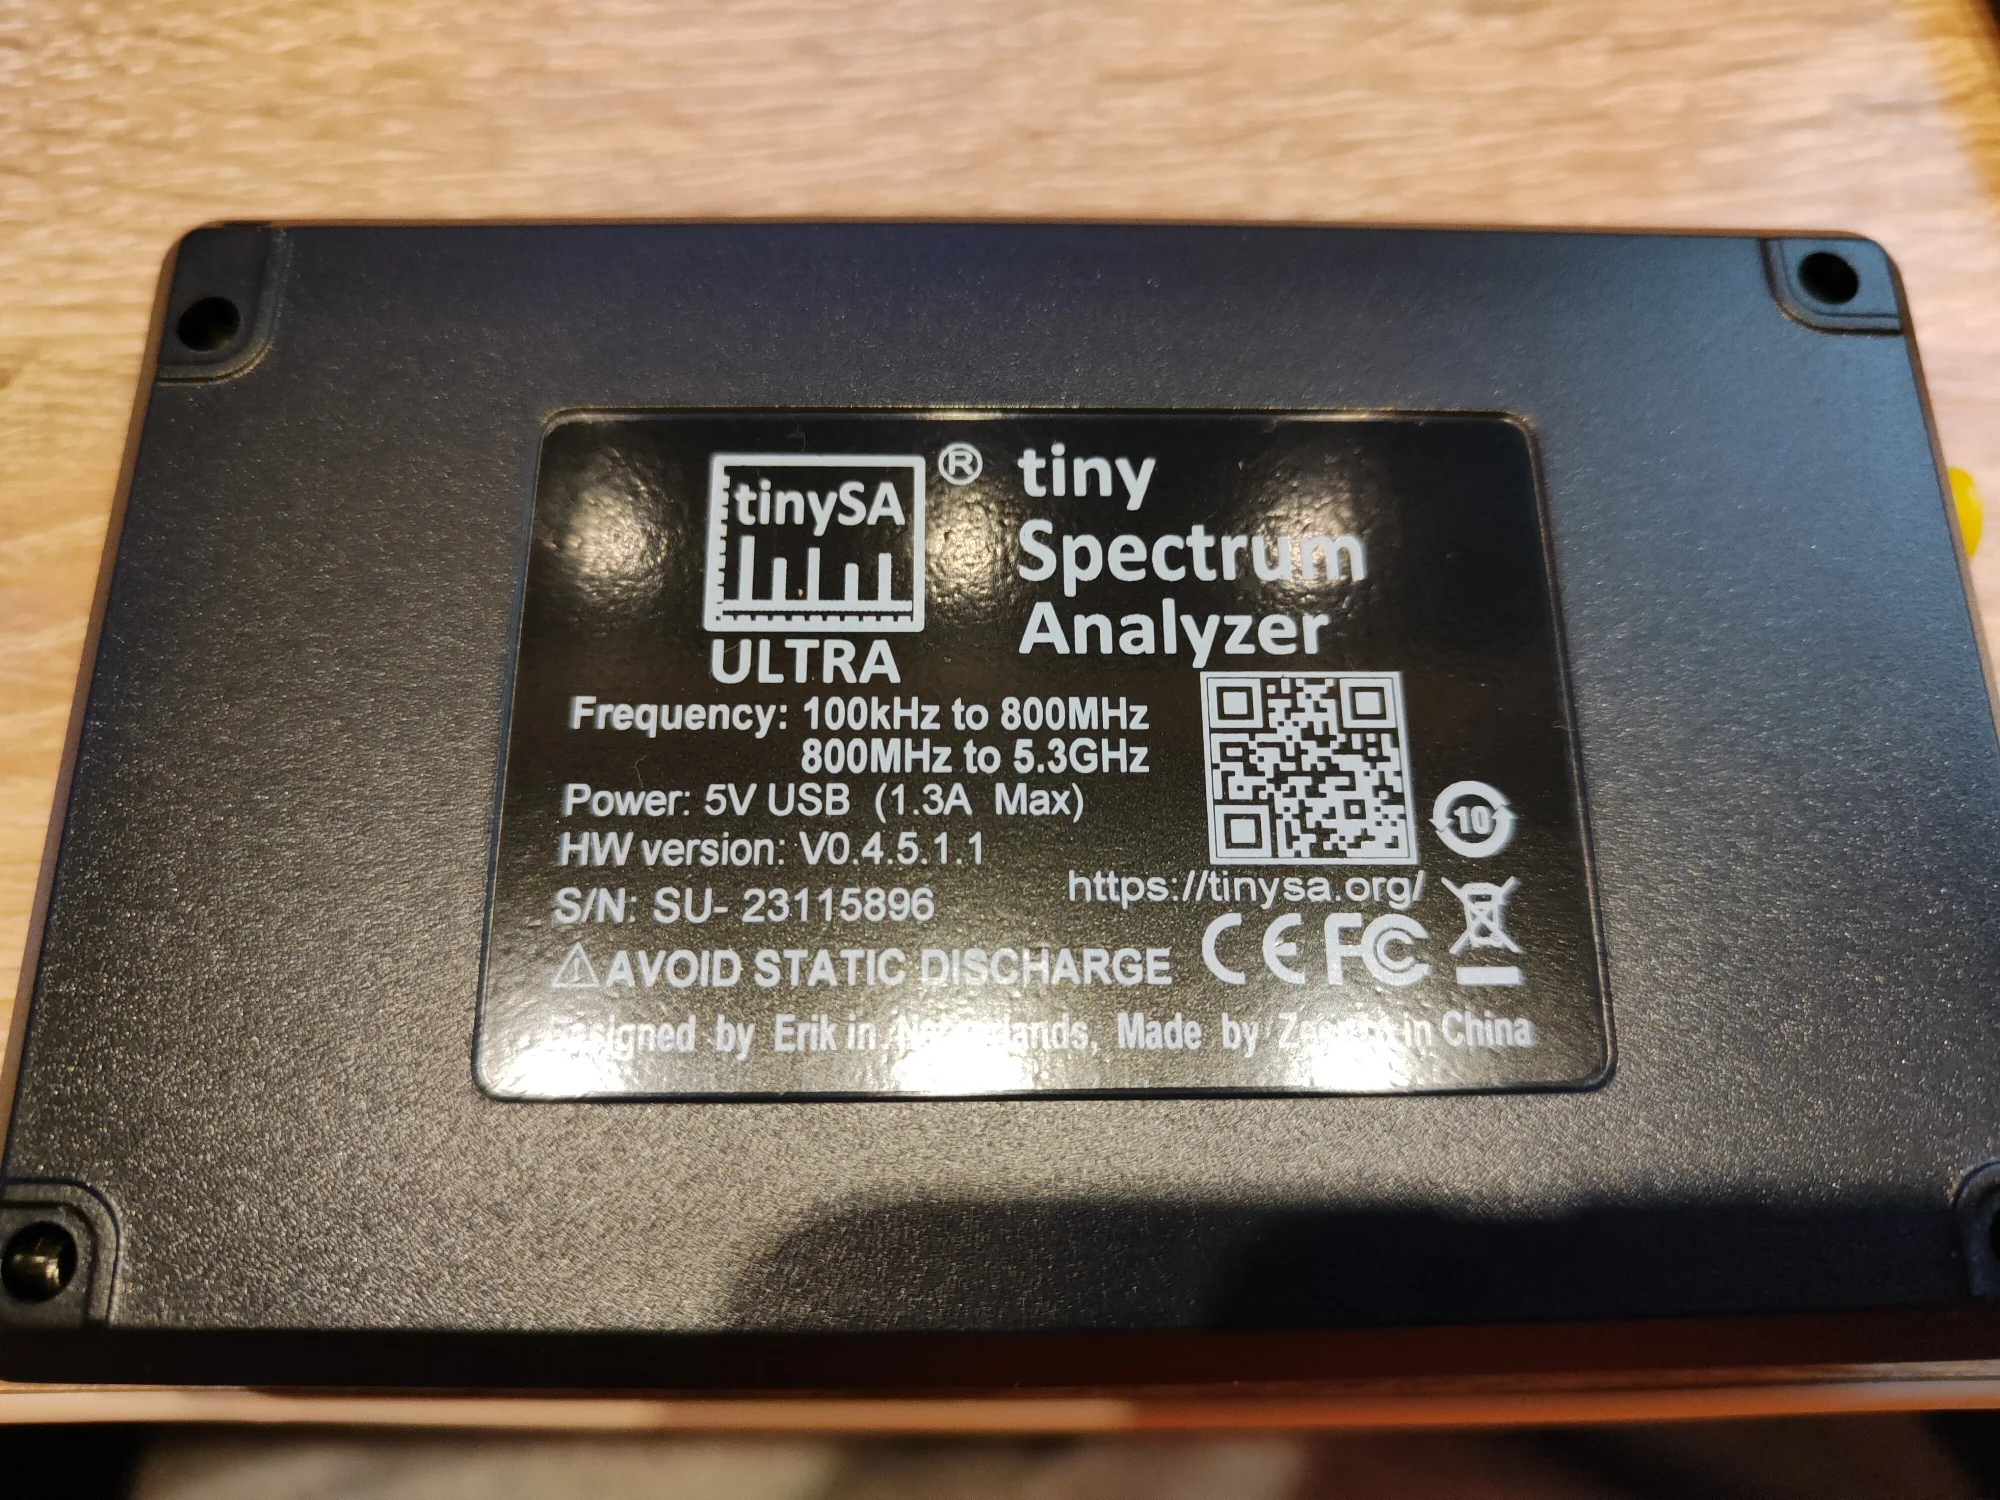 tinySA ®
ULTRA
tiny
Spectrum
Analyzer
Frequency: 100kHz to 800MHz
800MHz to 5.3GHz
Power: 5V USB (1.3A Max)
HW version: V0.4.5.1.1
S/N: SU- 23115896
10
https://tinysa.org/
AVOID STATIC DISCHARGE CE FC
Designed by Erik in Netherlands, Made by in China